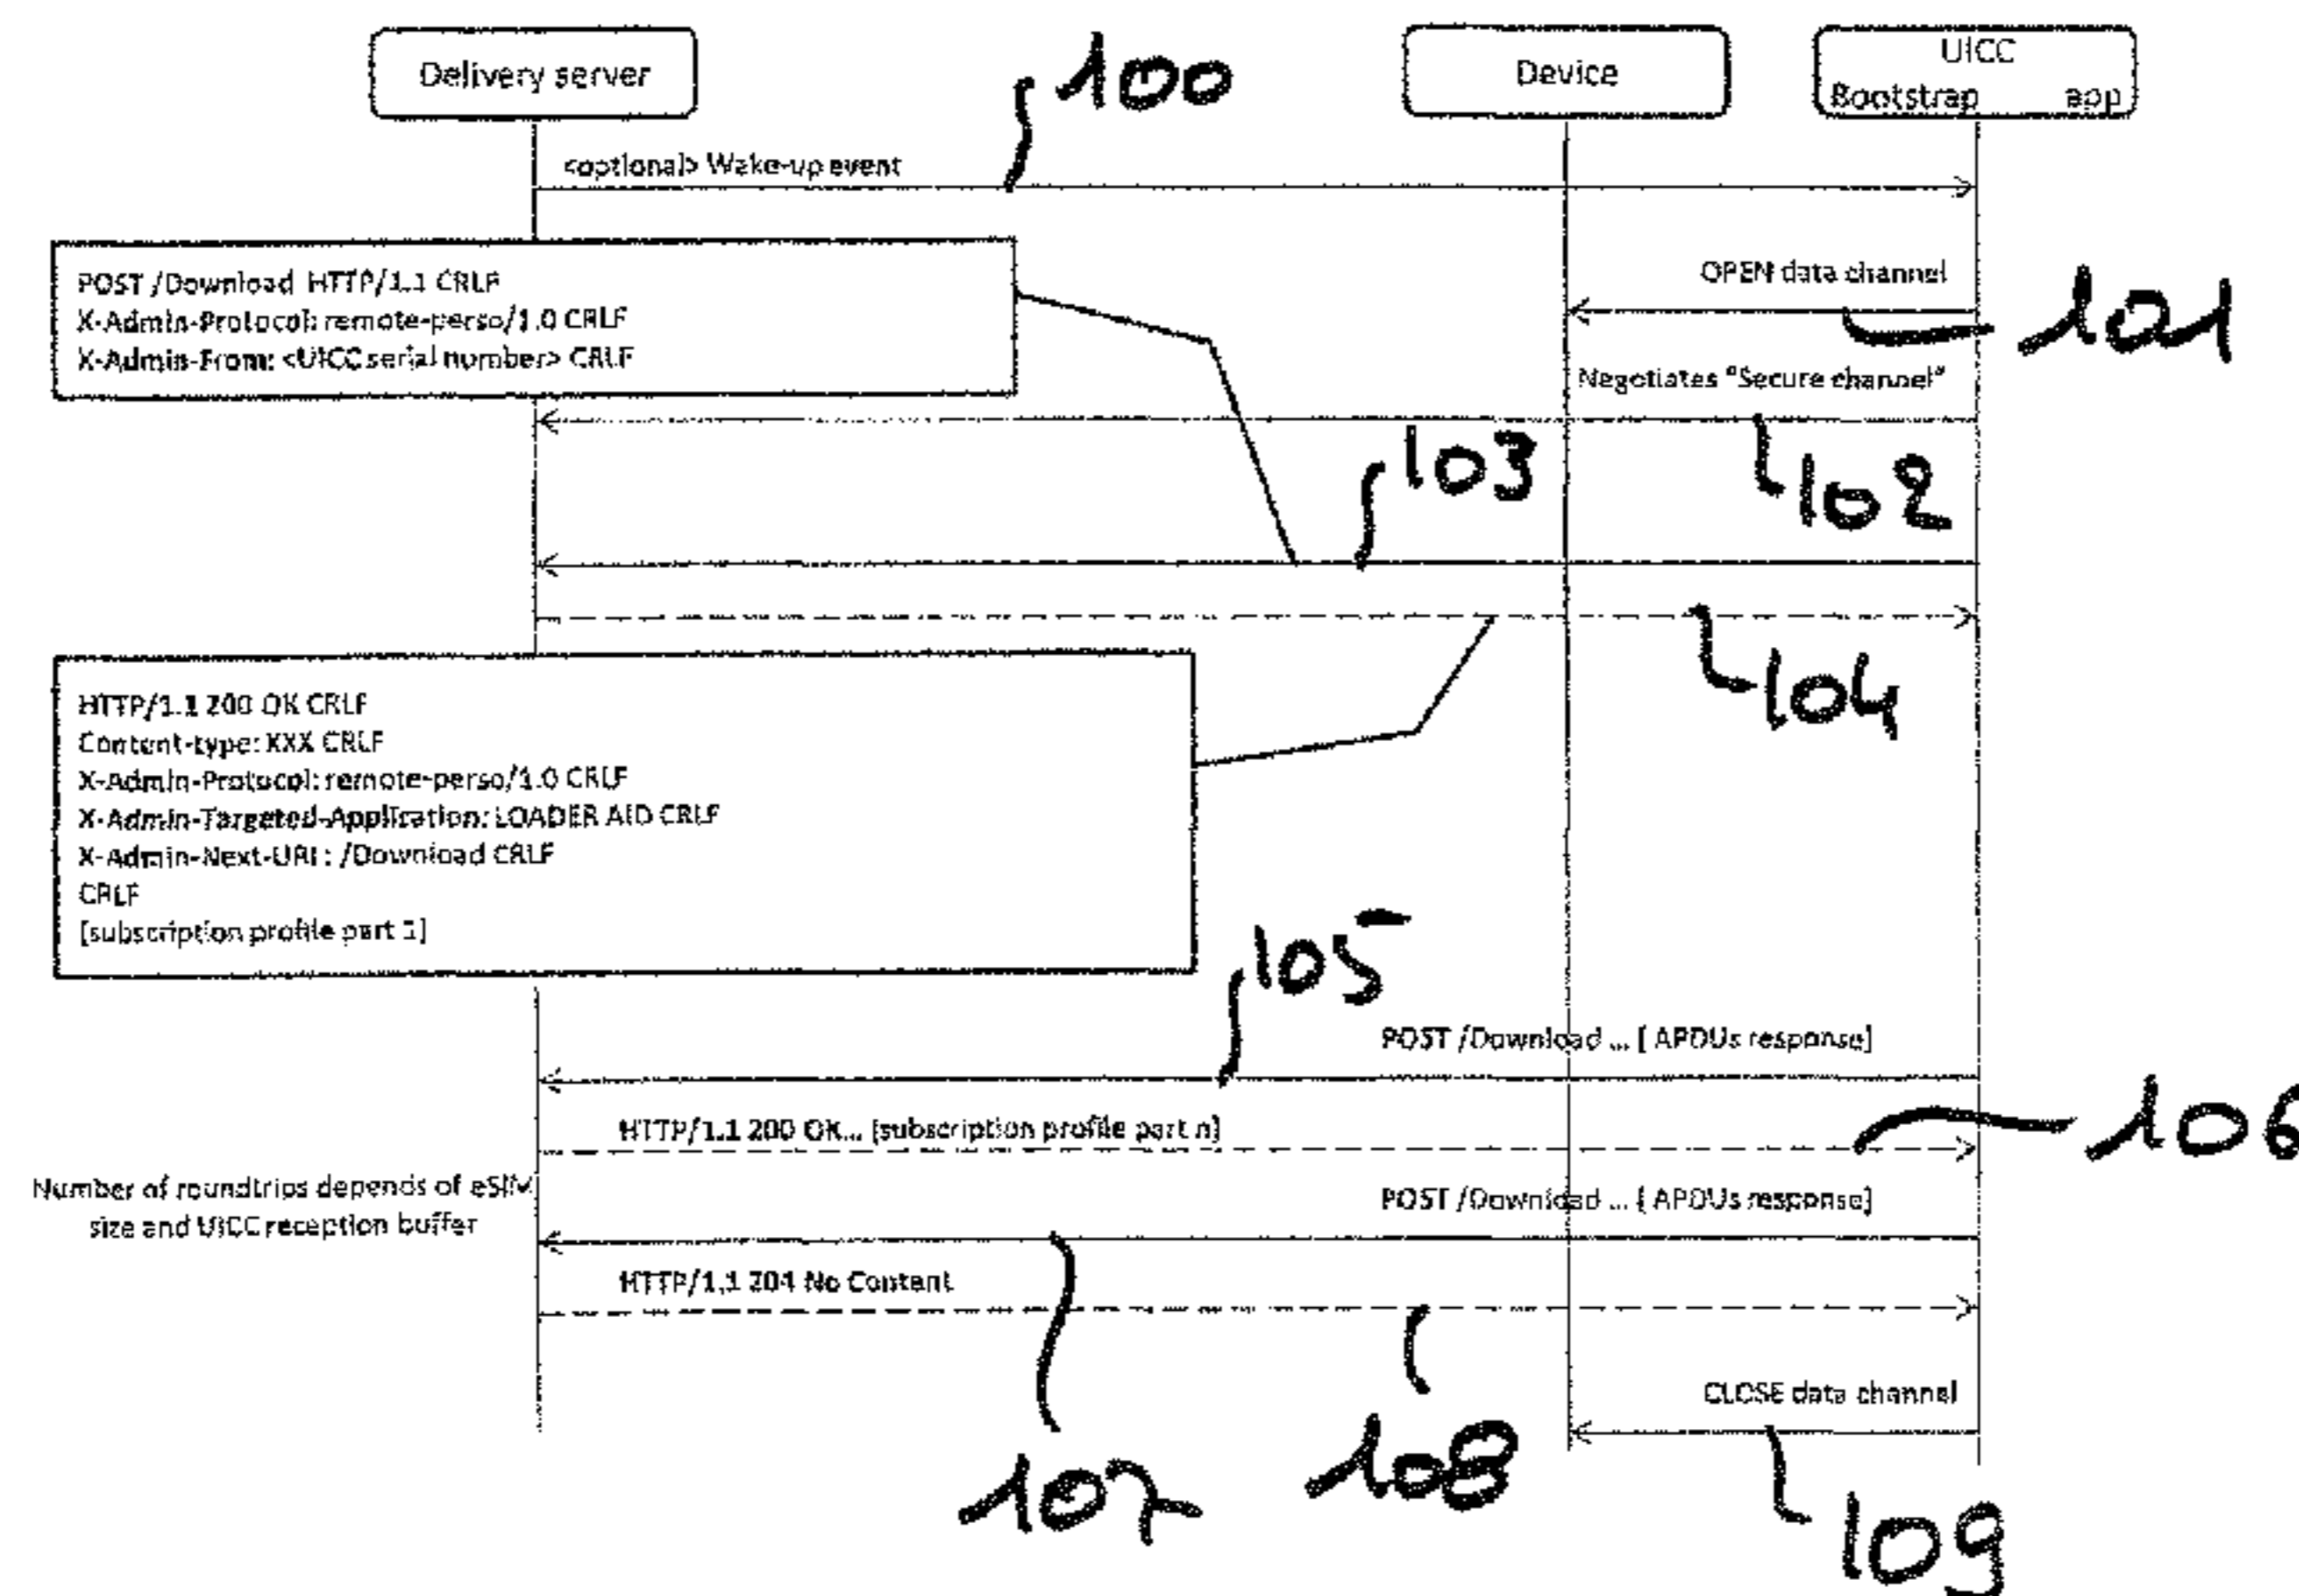 Delivery server
Device
UICC
Bootstrap app
100
<optional> Wake-up event
POST /Download HTTP/1.1 CRLF
X-Admin-Protocol: remote-perso/1.0 CRLF
X-Admin-From: <UICC serial number> CRLF
OPEN data channel
101
Negotiates "Secure channel"
103
102
104
HTTP/1.1 200 OK CRLF
Content-type: XXX CRLF
X-Admin-Protocol: remote-perso/1.0 CRLF
X-Admin-Targeted-Application: LOADER AID CRLF
X-Admin-Next-URI : /Download CRLF
CRLF
[subscription profile part 1]
105
POST /Download ... [ APDUs response]
106
HTTP/1.1 200 OK... [subscription profile part n]
Number of roundtrips depends of eSIM
size and UICC reception buffer
POST /Download ... [ APDUs response]
HTTP/1.1 204 No Content
CLOSE data channel
107
108
109